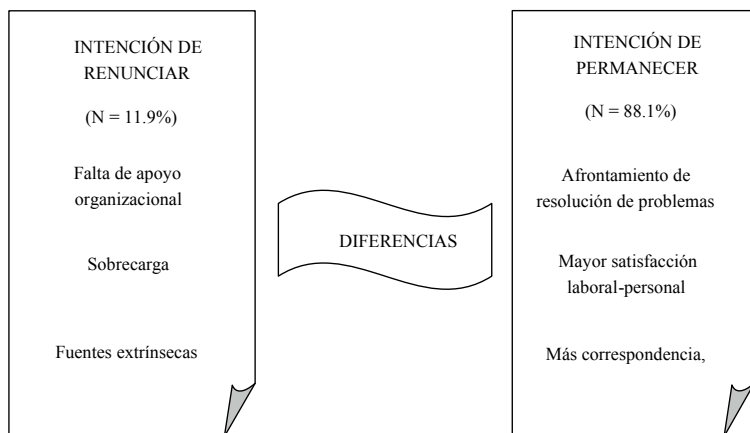 INTENCIÓN DE
RENUNCIAR
(N = 11.9%)
Falta de apoyo
organizacional
Sobrecarga
Fuentes extrínsecas
DIFERENCIAS
INTENCIÓN DE
PERMANECER
(N = 88.1%)
Afrontamiento de
resolución de problemas
Mayor satisfacción
laboral-personal
Más correspondencia,